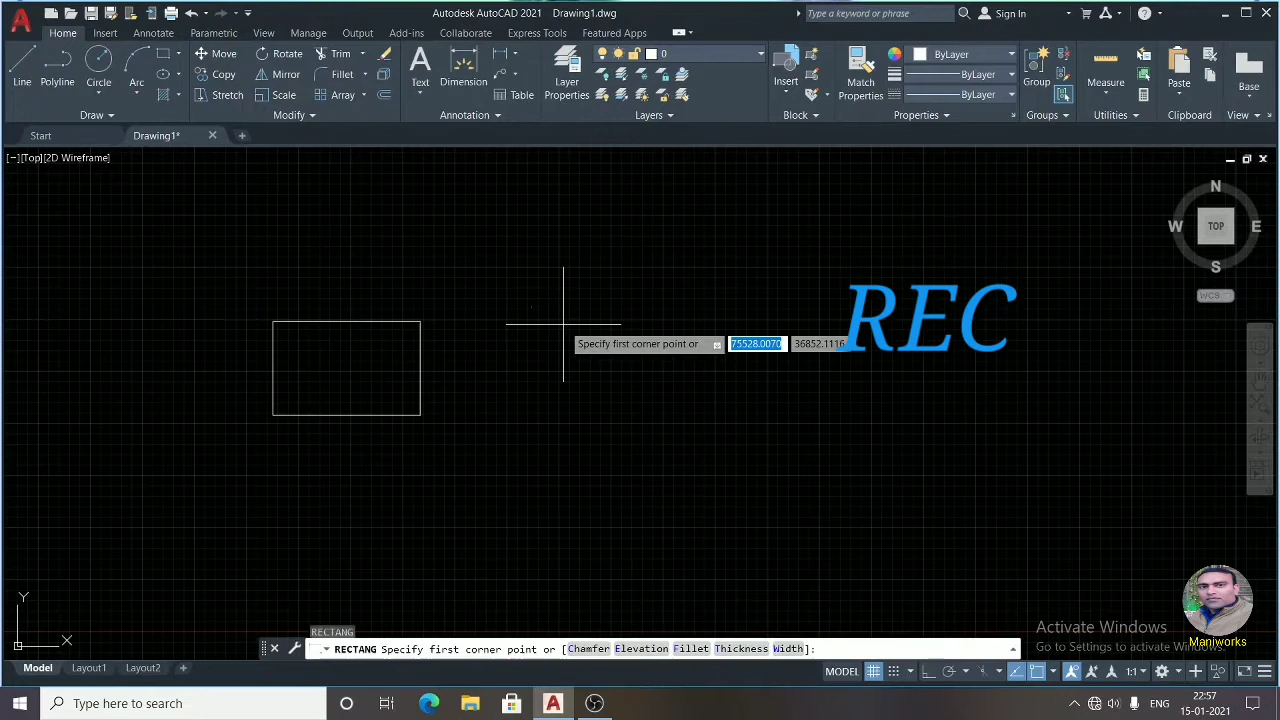 Autodesk AutoCAD 2021 Drawing1.dwg
Type a keyword or phrase
Sign In
Home Insert Annotate Parametric View Manage Output Add-ins Collaborate Express Tools Featured Apps
Line Polyline Circle Arc
Move Rotate Trim
Copy Mirror Fillet
Stretch Scale Array
Text Dimension Table
Layer Properties
0
Insert
Match Properties
ByLayer
ByLayer
ByLayer
Group Measure Paste Base
Draw Modify Annotation Layers Block Properties Groups Utilities Clipboard View
Start Drawing1*
[−][Top][2D Wireframe]
N
W TOP E
S
WCS
REC
Specify first corner point or 75528.0070 36852.1116
Y
X
RECTANG
RECTANG Specify first corner point or [Chamfer Elevation Fillet Thickness Width]:
Activate Windows
Go to Settings to activate Windows.
Maniworks
Model Layout1 Layout2
MODEL 1:1
Type here to search
ENG
22:57
15-01-2021